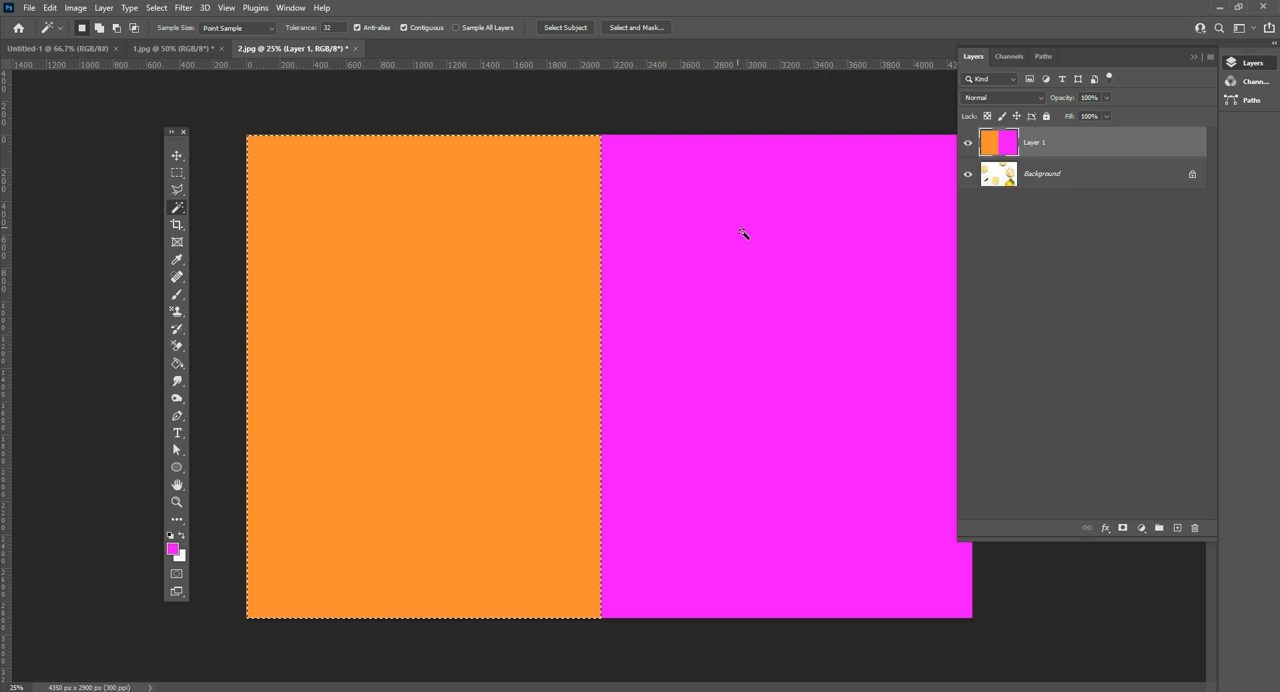 Ps File Edit Image Layer Type Select Filter 3D View Plugins Window Help
Sample Size: Point Sample Tolerance: 32 Anti-alias Contiguous Sample All Layers Select Subject Select and Mask...
Untitled-1 @ 66.7% (RGB/8#) × 1.jpg @ 50% (RGB/8*) * × 2.jpg @ 25% (Layer 1, RGB/8*) * ×
1400 1200 1000 800 600 400 200 0 200 400 600 800 1000 1200 1400 1600 1800 2000 2200 2400 2600 2800 3000 3200 3400 3600 3800 4000
Layers Channels Paths
Kind
Normal Opacity: 100%
Lock: Fill: 100%
Layer 1
Background
Layers
Chann...
Paths
25% 4350 px x 2900 px (300 ppi)